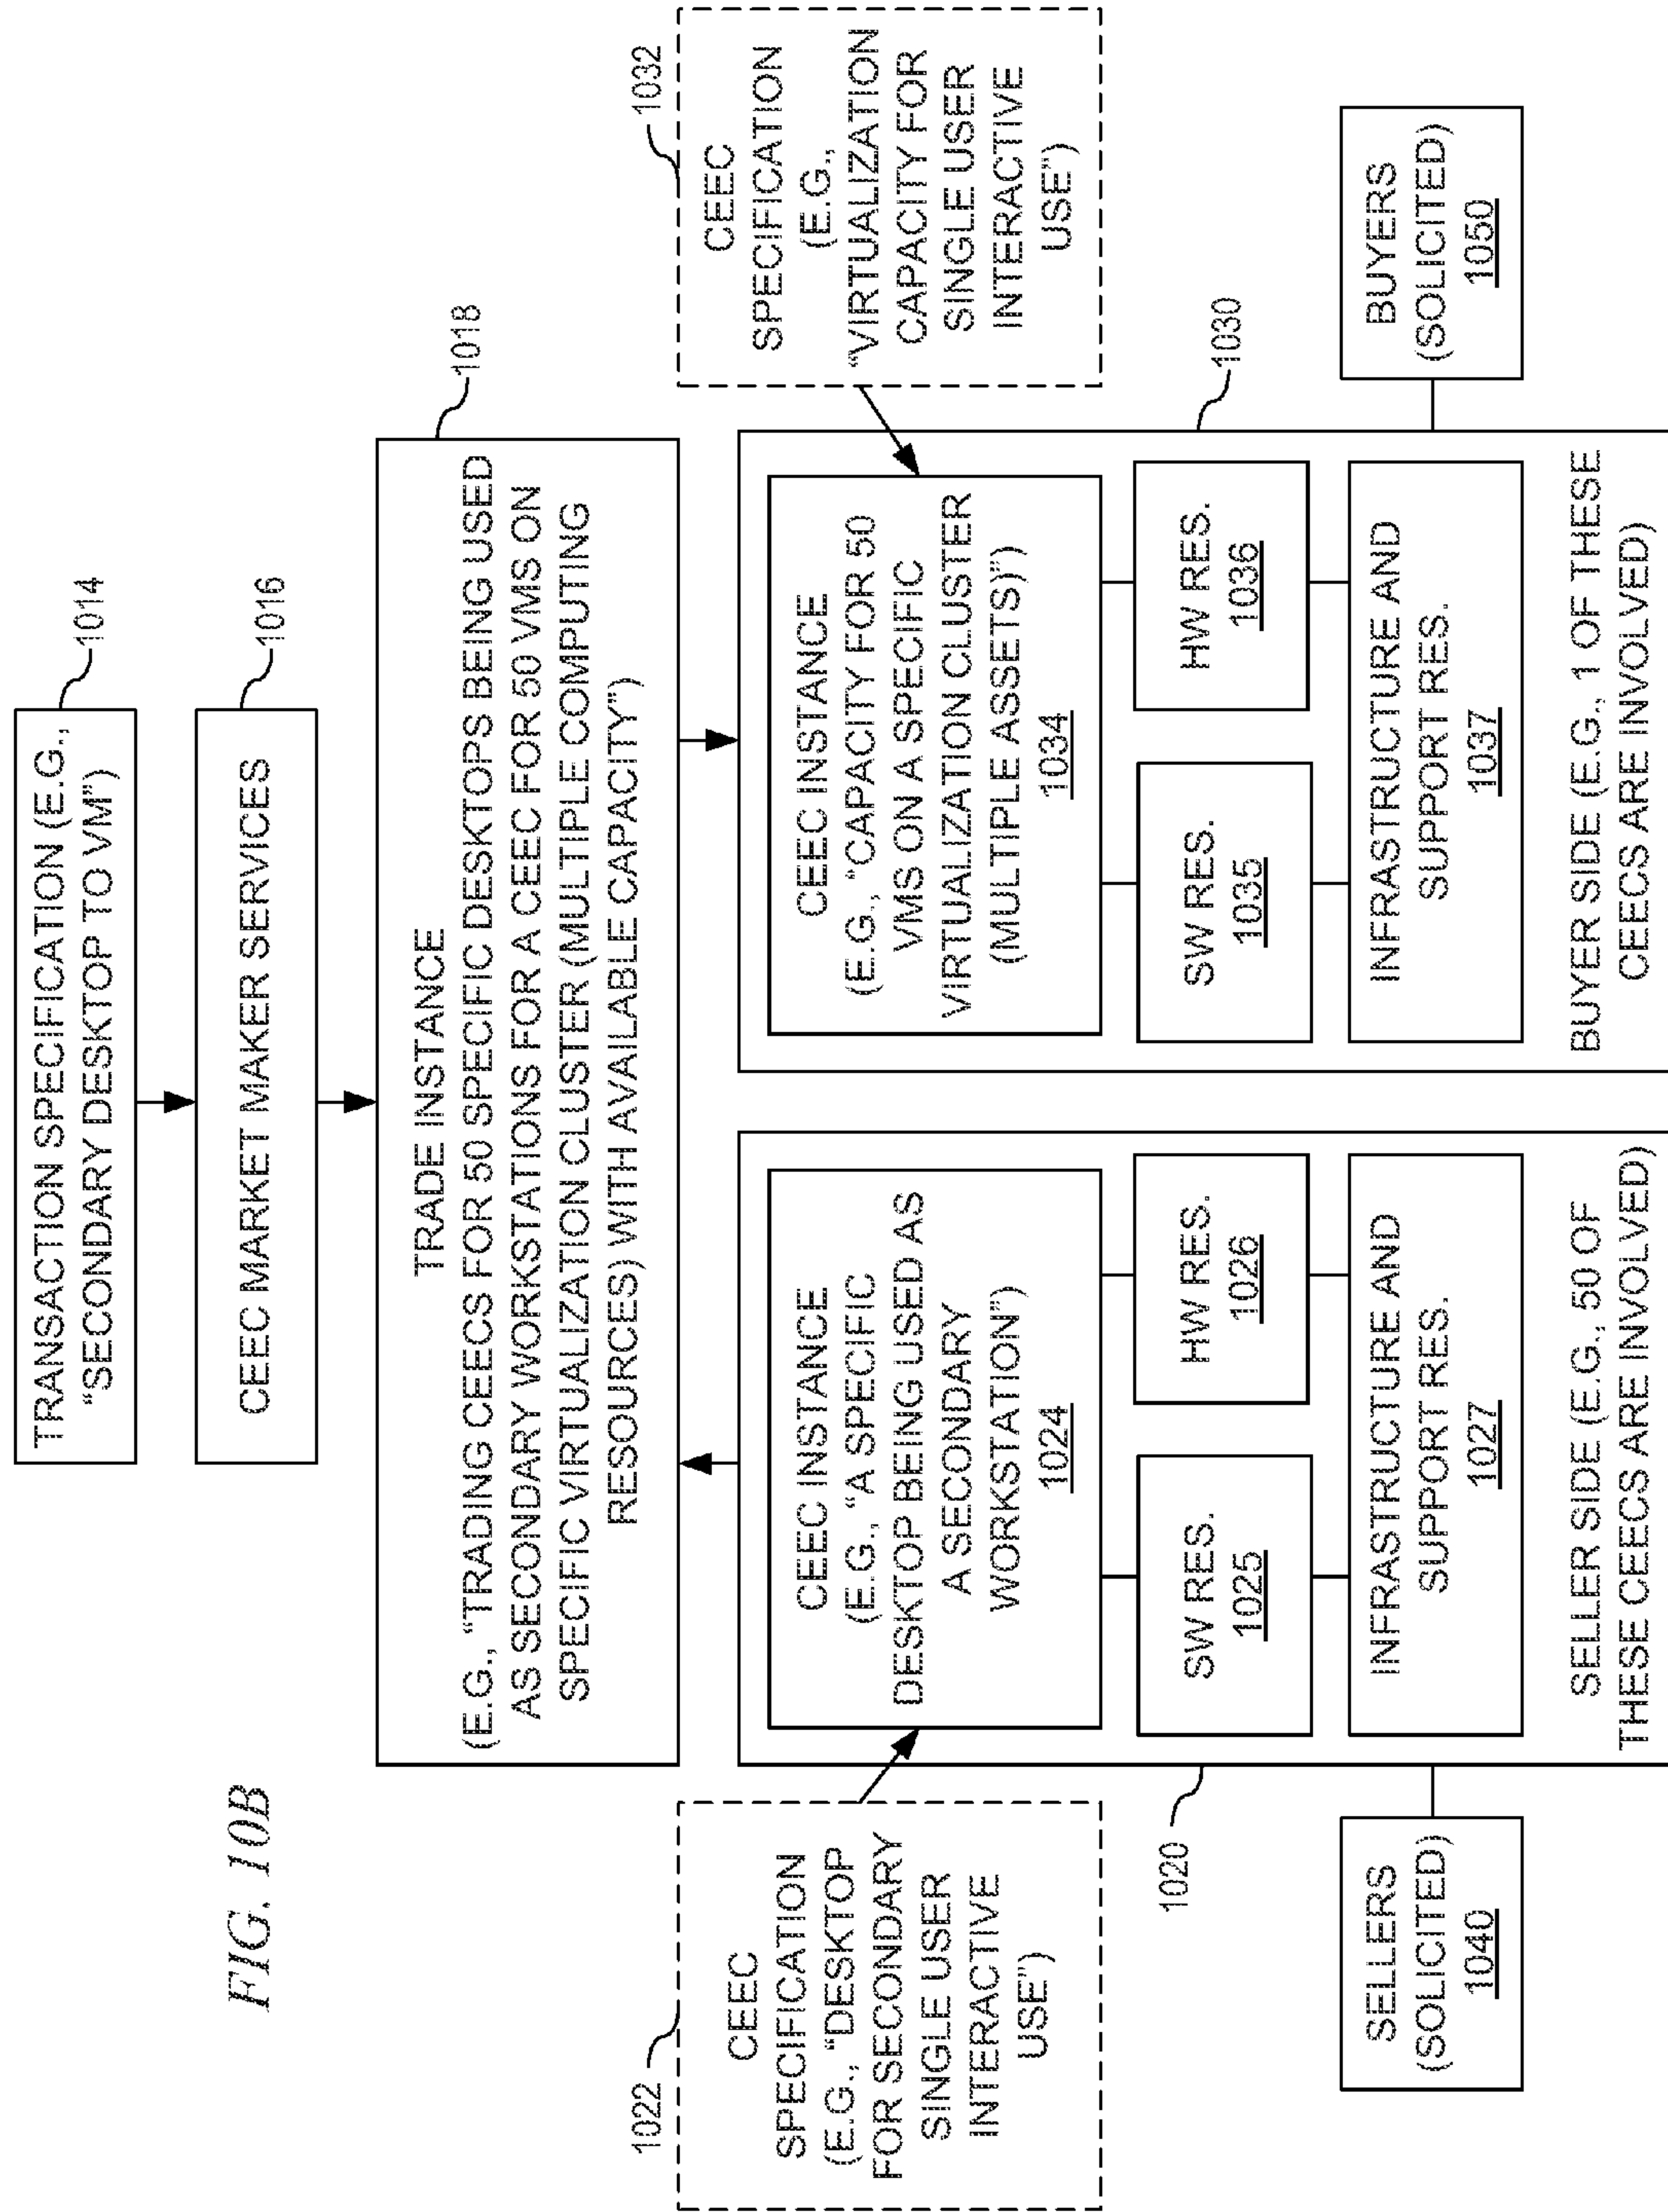 FIG. 10B
TRANSACTION SPECIFICATION (E.G.,
"SECONDARY DESKTOP TO VM")
1014
CEEC MARKET MAKER SERVICES
1016
TRADE INSTANCE
(E.G., "TRADING CEECS FOR 50 SPECIFIC DESKTOPS BEING USED
AS SECONDARY WORKSTATIONS FOR A CEEC FOR 50 VMS ON
SPECIFIC VIRTUALIZATION CLUSTER (MULTIPLE COMPUTING
RESOURCES) WITH AVAILABLE CAPACITY")
1018
1022
CEEC
SPECIFICATION
(E.G., "DESKTOP
FOR SECONDARY
SINGLE USER
INTERACTIVE
USE")
CEEC INSTANCE
(E.G., "A SPECIFIC
DESKTOP BEING USED AS
A SECONDARY
WORKSTATION")
1024
SW RES.
1025
HW RES.
1026
INFRASTRUCTURE AND
SUPPORT RES.
1027
SELLER SIDE (E.G., 50 OF
THESE CEECS ARE INVOLVED)
1020
SELLERS
(SOLICITED)
1040
CEEC INSTANCE
(E.G., "CAPACITY FOR 50
VMS ON A SPECIFIC
VIRTUALIZATION CLUSTER
(MULTIPLE ASSETS)")
1034
SW RES.
1035
HW RES.
1036
INFRASTRUCTURE AND
SUPPORT RES.
1037
BUYER SIDE (E.G., 1 OF THESE
CEECS ARE INVOLVED)
1030
1032
CEEC
SPECIFICATION
(E.G.,
"VIRTUALIZATION
CAPACITY FOR
SINGLE USER
INTERACTIVE
USE")
BUYERS
(SOLICITED)
1050